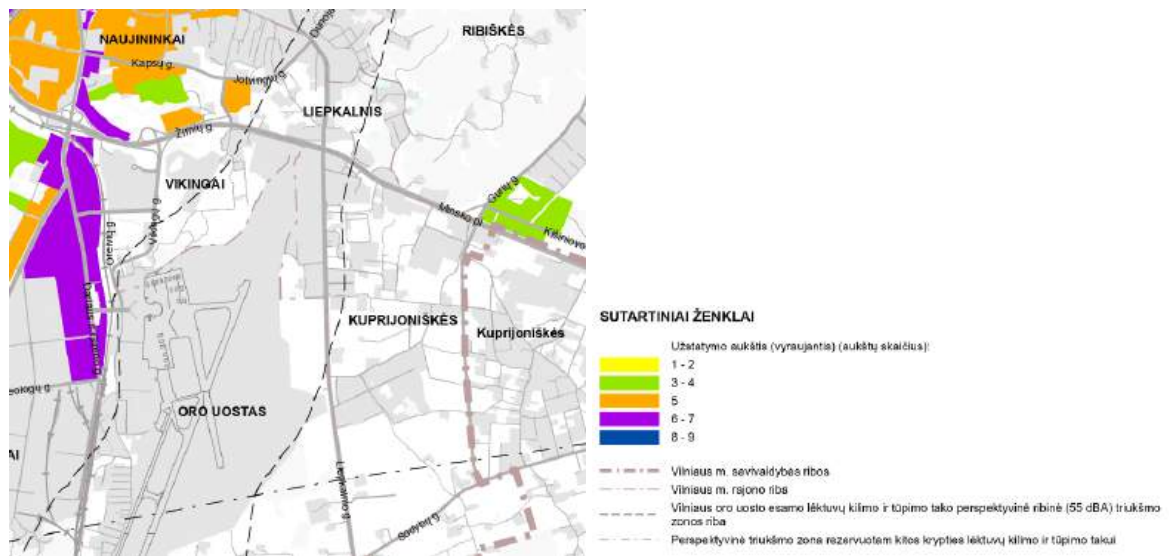 NAUJININKAI
RIBIŠKĖS
Kapsų g.
Jotvingių g.
LIEPKALNIS
Žirnių g.
VIKINGAI
Gurių g.
Minsko pl.
Kišiniovo
KUPRIJONIŠKĖS
Kuprijoniškės
ORO UOSTAS
Liepkalnio g.
Sodybų g.
AI
SUTARTINIAI ŽENKLAI
Užstatymo aukštis (vyraujantis) (aukštų skaičius):
1 - 2
3 - 4
5
6 - 7
8 - 9
Vilniaus m. savivaldybės ribos
Vilniaus m. rajono riba
Vilniaus oro uosto esamo lėktuvų kilimo ir tūpimo tako perspektyvinė ribinė (55 dBA) triukšmo
zonos riba
Perspektyvinė triukšmo zona rezervuotam kitos krypties lėktuvų kilimo ir tūpimo takui